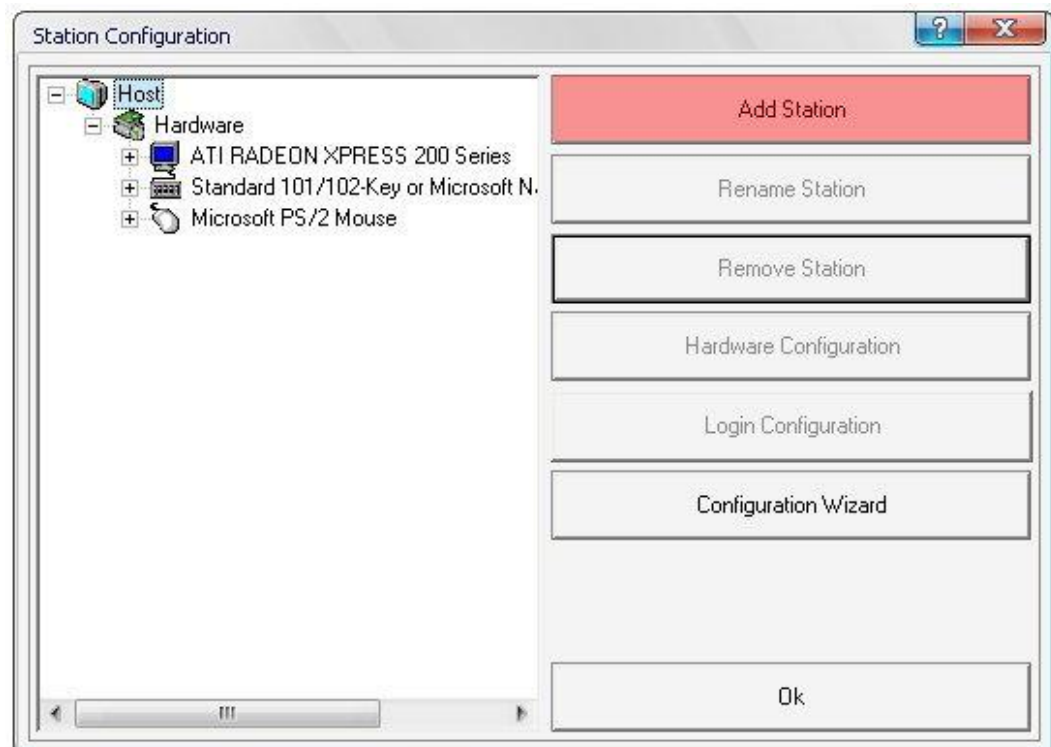 Station Configuration
Host
Hardware
ATI RADEON XPRESS 200 Series
Standard 101/102-Key or Microsoft N
Microsoft PS/2 Mouse
Add Station
Rename Station
Remove Station
Hardware Configuration
Login Configuration
Configuration Wizard
Ok